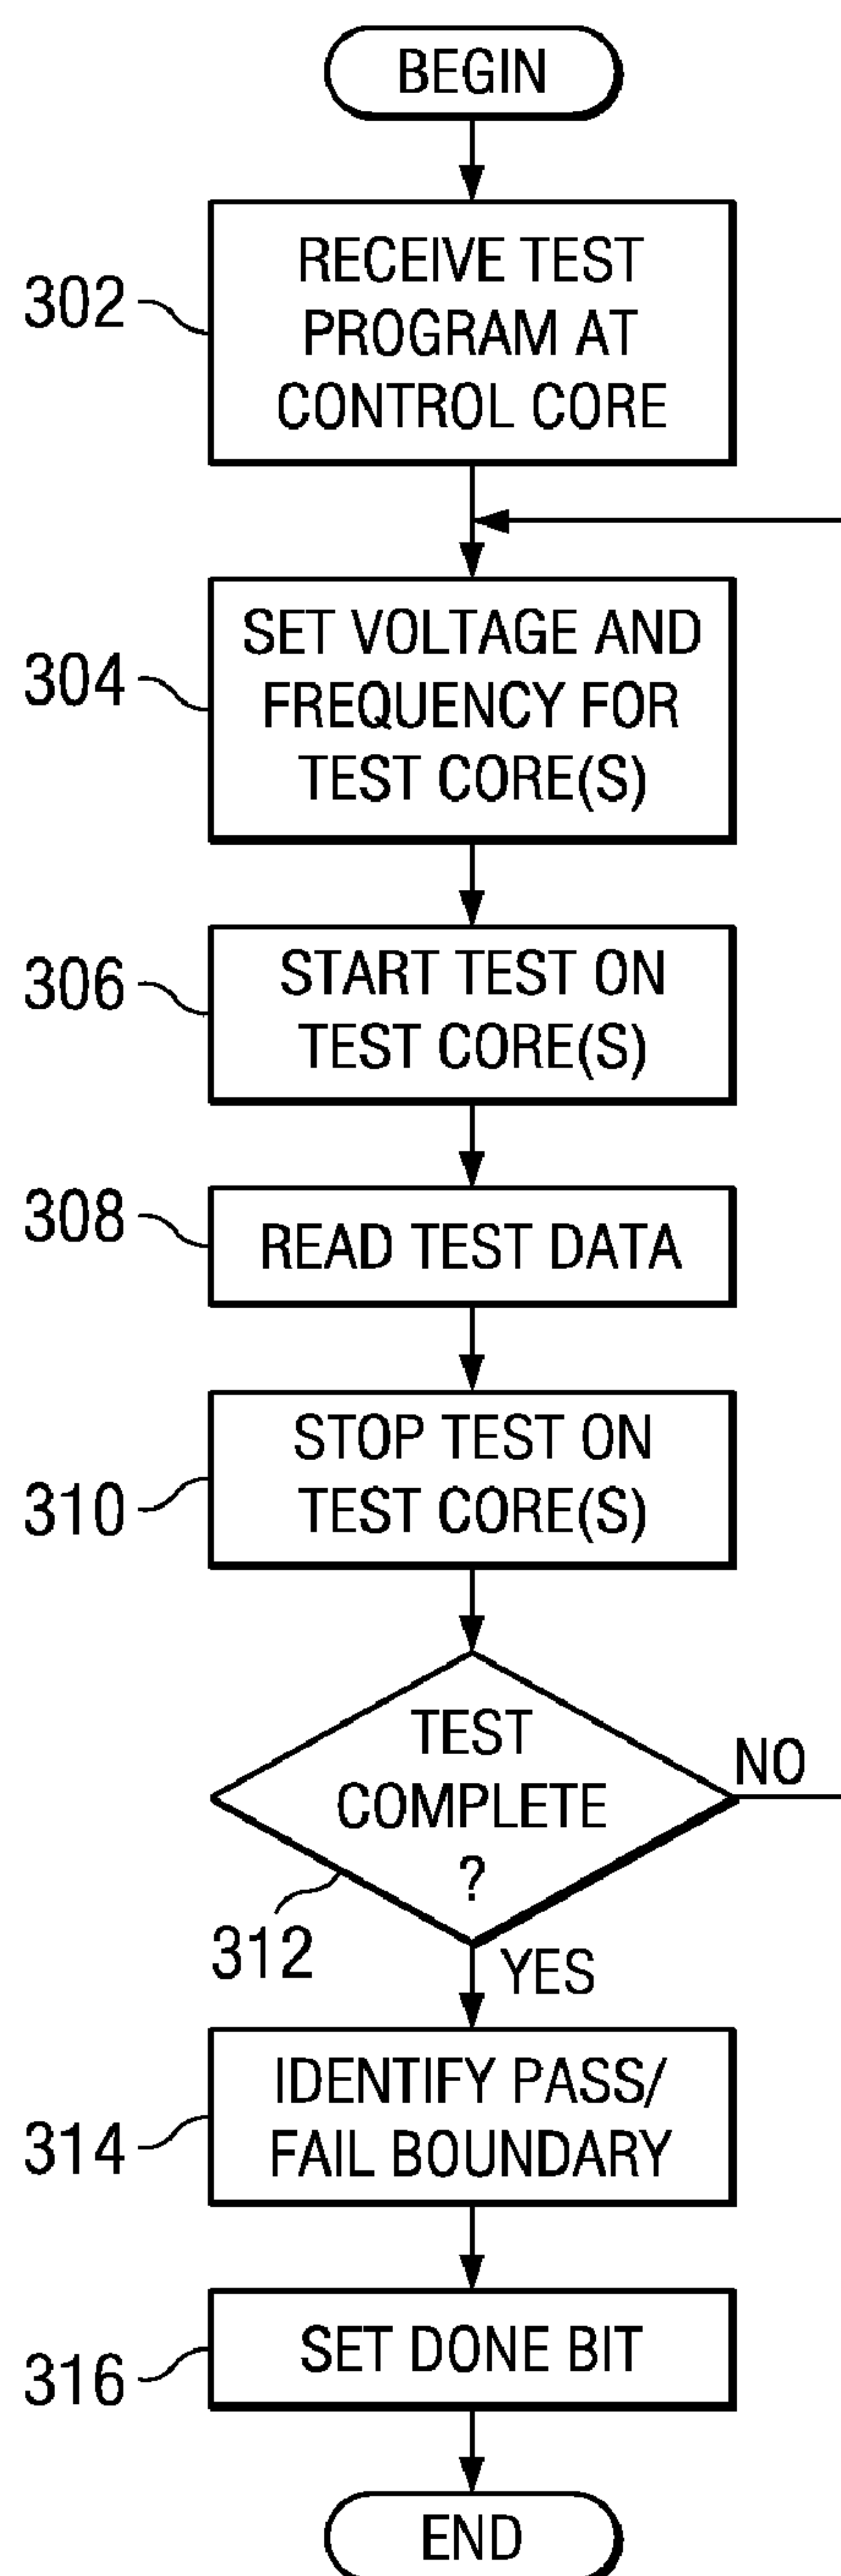 BEGIN
302
RECEIVE TEST
PROGRAM AT
CONTROL CORE
304
SET VOLTAGE AND
FREQUENCY FOR
TEST CORE(S)
306
START TEST ON
TEST CORE(S)
308
READ TEST DATA
310
STOP TEST ON
TEST CORE(S)
TEST
COMPLETE
?
NO
312
YES
314
IDENTIFY PASS/
FAIL BOUNDARY
316
SET DONE BIT
END